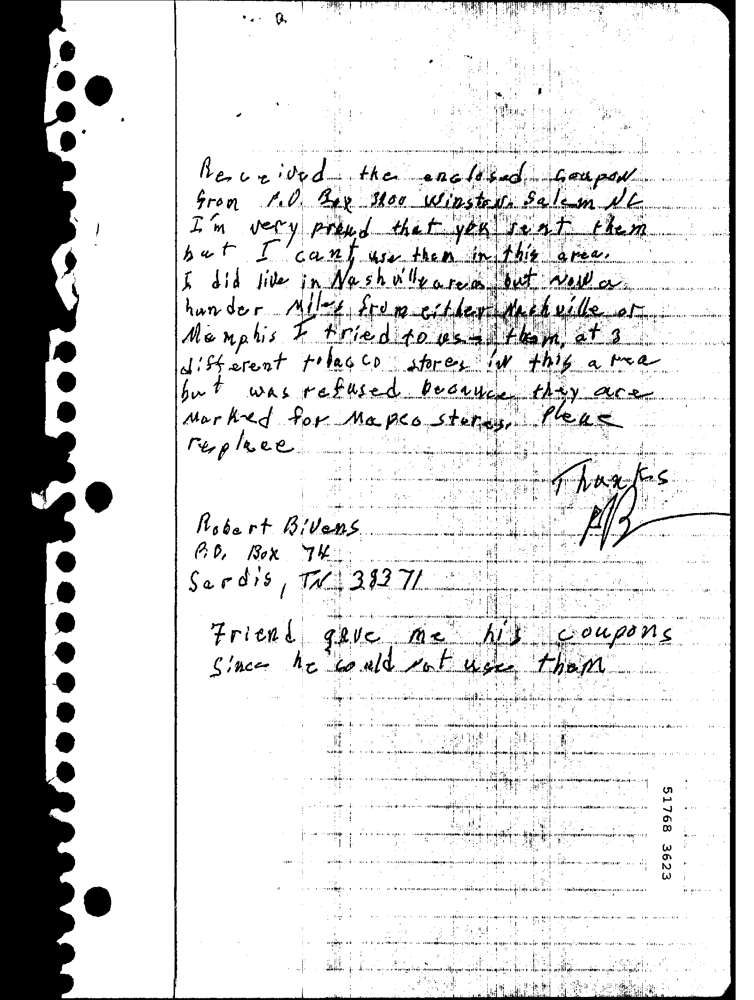 Resceived the enclosed Coupon
from P.O. Box Winston Salem NC
I'm very proud that you sent them
but I cant use them in this area.
I did live in Nashville area but Now a
hunder Miles from either Nashville or
Memphis I tried to use them, at 3
different tobacco stores in this area
but was refused because they are
Marked for Mapco stores. Please
replace
Thanks
RB
Robert Bivens
P.O. Box 74
Sardis, TN 38371
Friend gave me his coupons
Since he could not use them
51768 3623